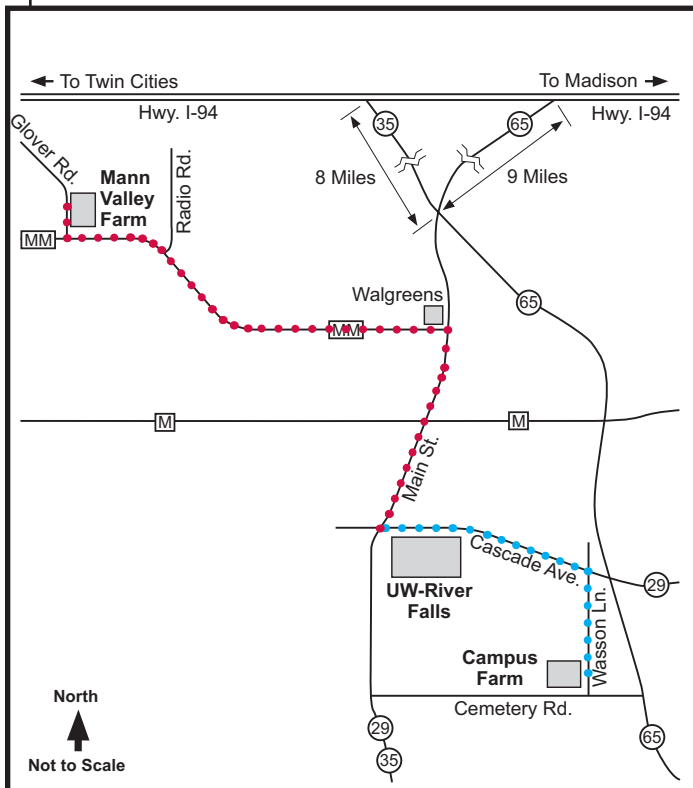 To Twin Cities
To Madison
Hwy. I-94
Hwy. I-94
35
65
8 Miles
9 Miles
Glover Rd.
Mann
Valley
Farm
Radio Rd.
MM
Walgreens
65
MM
M
M
Main St.
Cascade Ave.
UW-River
Falls
29
Wasson Ln.
Campus
Farm
Cemetery Rd.
North
Not to Scale
29
35
65